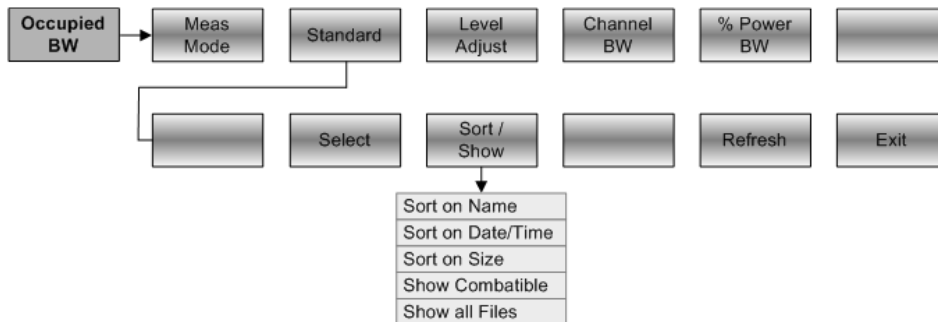 Occupied
BW
Meas
Mode
Standard
Level
Adjust
Channel
BW
% Power
BW
Select
Sort /
Show
Refresh
Exit
Sort on Name
Sort on Date/Time
Sort on Size
Show Combatible
Show all Files